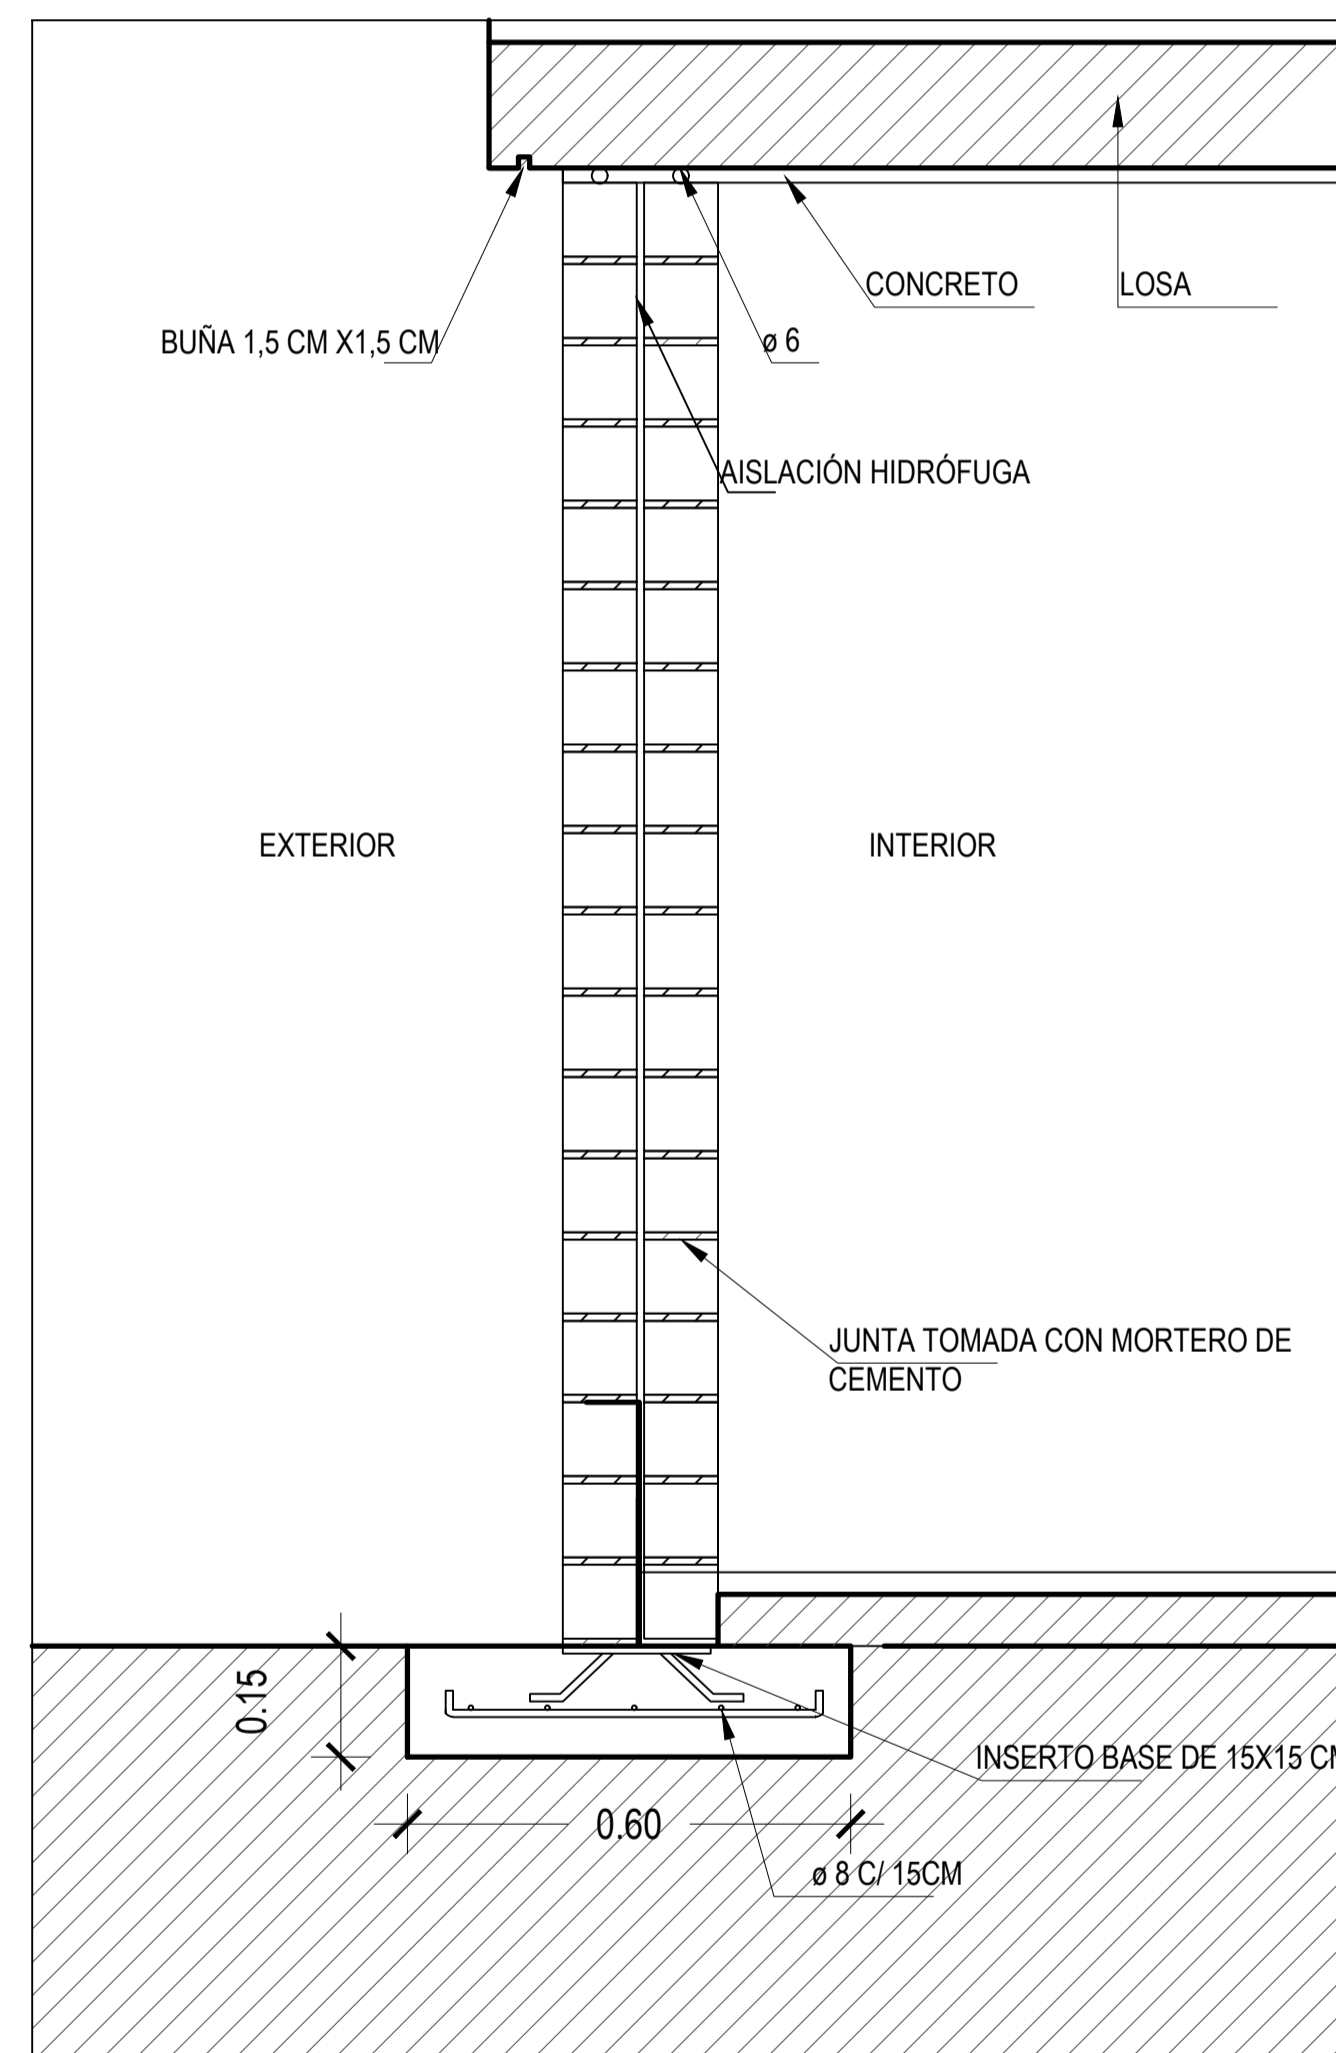 CONCRETO
LOSA
BUÑA 1,5 CM X1,5 CM
ø 6
AISLACIÓN HIDRÓFUGA
EXTERIOR
INTERIOR
JUNTA TOMADA CON MORTERO DE
CEMENTO
0.15
INSERTO BASE DE 15X15 CM
0.60
ø 8 C/ 15CM